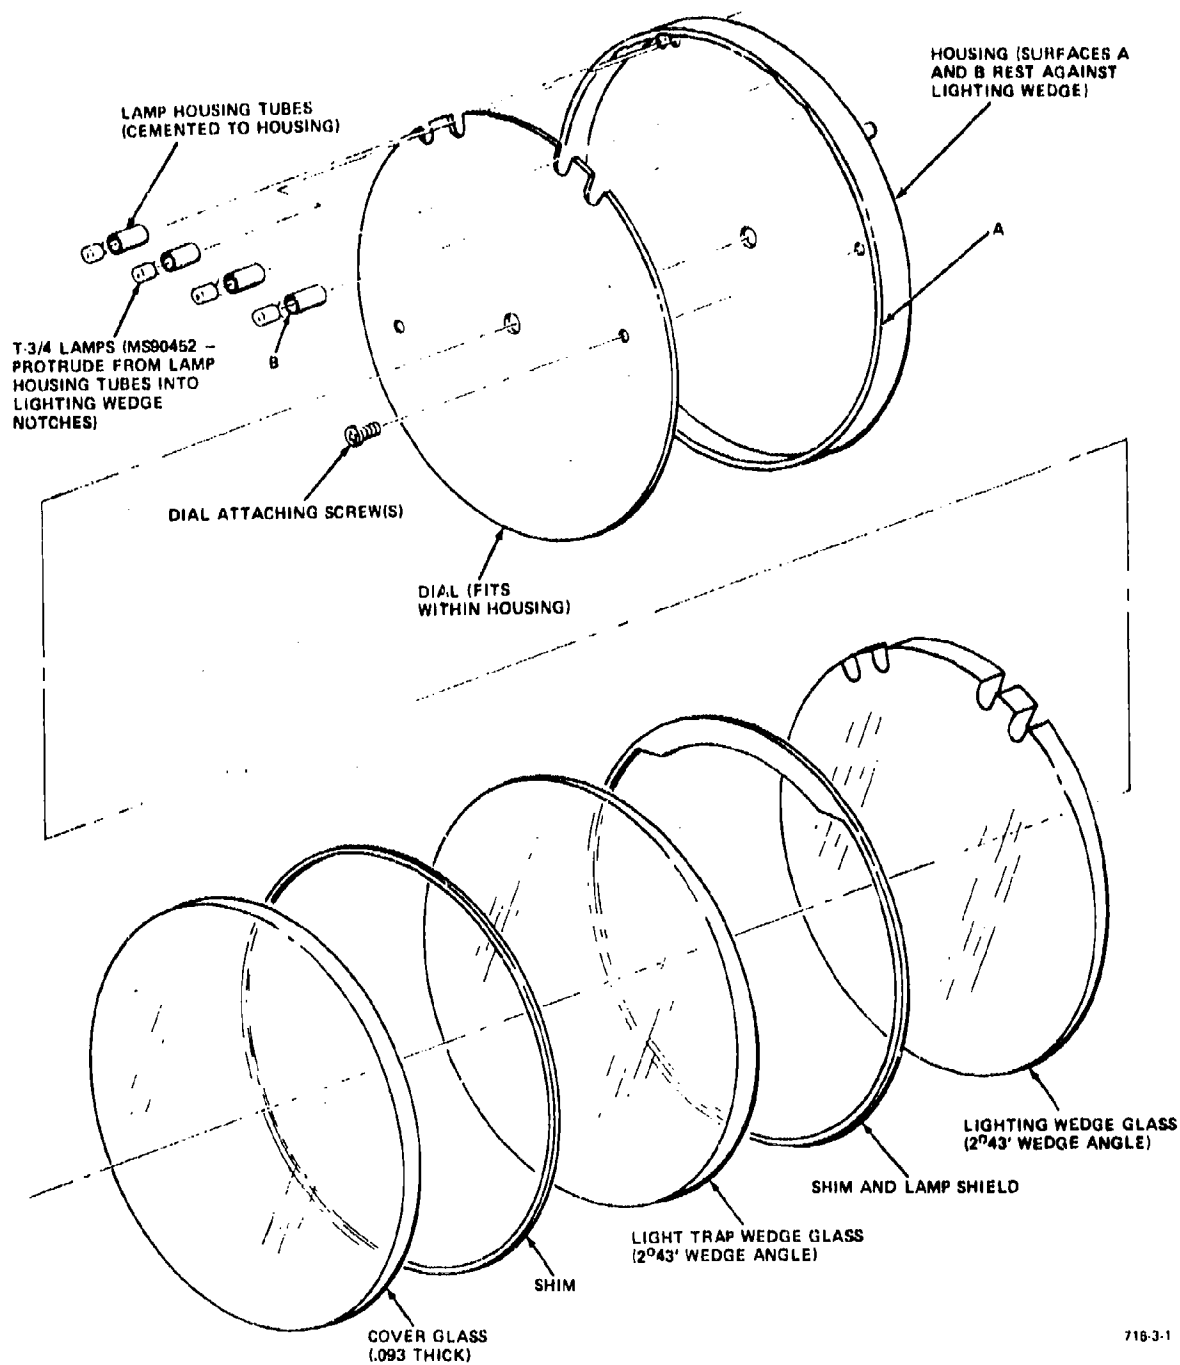 HOUSING (SURFACES A
AND B REST AGAINST
LIGHTING WEDGE)
LAMP HOUSING TUBES
(CEMENTED TO HOUSING)
A
T-3/4 LAMPS (MS90452 –
PROTRUDE FROM LAMP
HOUSING TUBES INTO
LIGHTING WEDGE
NOTCHES)
B
DIAL ATTACHING SCREW(S)
DIAL (FITS
WITHIN HOUSING)
LIGHTING WEDGE GLASS
(2°43' WEDGE ANGLE)
SHIM AND LAMP SHIELD
LIGHT TRAP WEDGE GLASS
(2°43' WEDGE ANGLE)
SHIM
COVER GLASS
(.093 THICK)
716-3-1